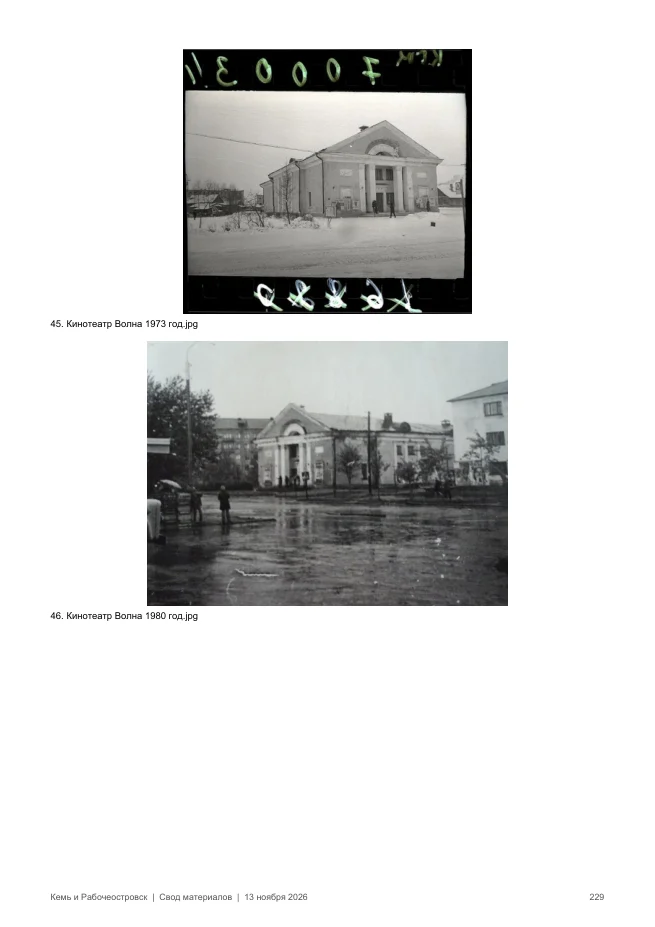 45. Кинотеатр Волна 1973 год.jpg
46. Кинотеатр Волна 1980 год.jpg
Кемь и Рабочеостровск | Свод материалов | 13 ноября 2026
229